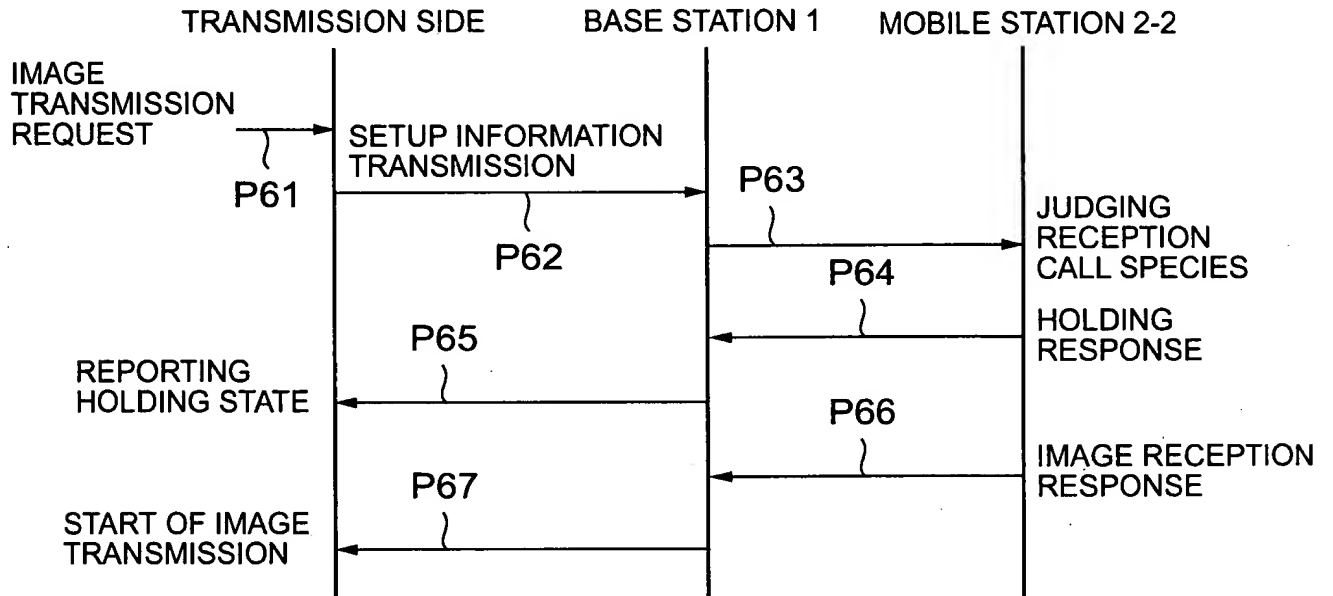 TRANSMISSION SIDE
BASE STATION 1
MOBILE STATION 2-2
IMAGE
TRANSMISSION
REQUEST
P61
SETUP INFORMATION
TRANSMISSION
P62
P63
JUDGING
RECEPTION
CALL SPECIES
P64
HOLDING
RESPONSE
P65
REPORTING
HOLDING STATE
P66
IMAGE RECEPTION
RESPONSE
P67
START OF IMAGE
TRANSMISSION